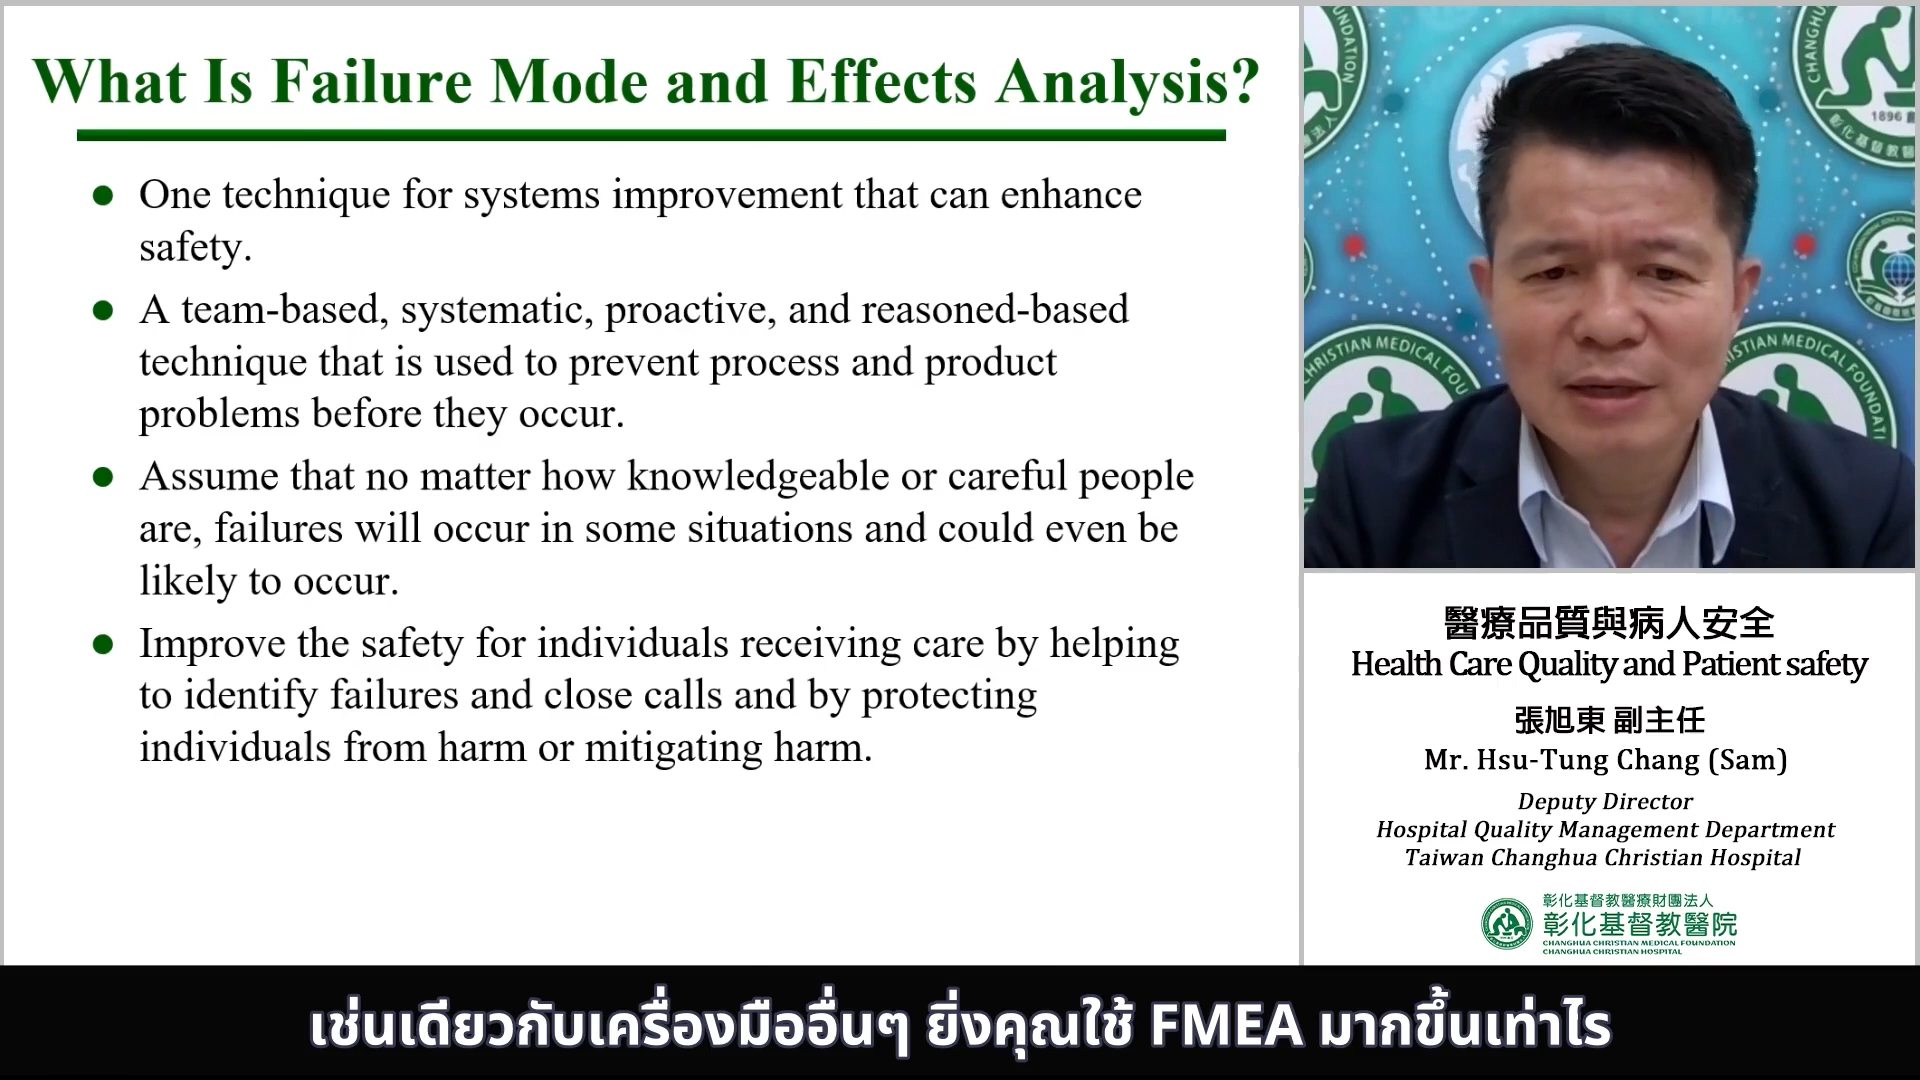 What Is Failure Mode and Effects Analysis?
One technique for systems improvement that can enhance
safety.
A team-based, systematic, proactive, and reasoned-based
technique that is used to prevent process and product
problems before they occur.
Assume that no matter how knowledgeable or careful people
are, failures will occur in some situations and could even be
likely to occur.
Improve the safety for individuals receiving care by helping
to identify failures and close calls and by protecting
individuals from harm or mitigating harm.
1896
CHRISTIAN MEDICAL FOU
STIAN MEDICAL FOUNDATI
醫療品質與病人安全
Health Care Quality and Patient safety
張旭東 副主任
Mr. Hsu-Tung Chang (Sam)
Deputy Director
Hospital Quality Management Department
Taiwan Changhua Christian Hospital
彰化基督教醫療財團法人
彰化基督教醫院
CHANGHUA CHRISTIAN MEDICAL FOUNDATION
CHANGHUA CHRISTIAN HOSPITAL
เช่นเดียวกับเครื่องมืออื่นๆ ยิ่งคุณใช้ FMEA มากขึ้นเท่าไร